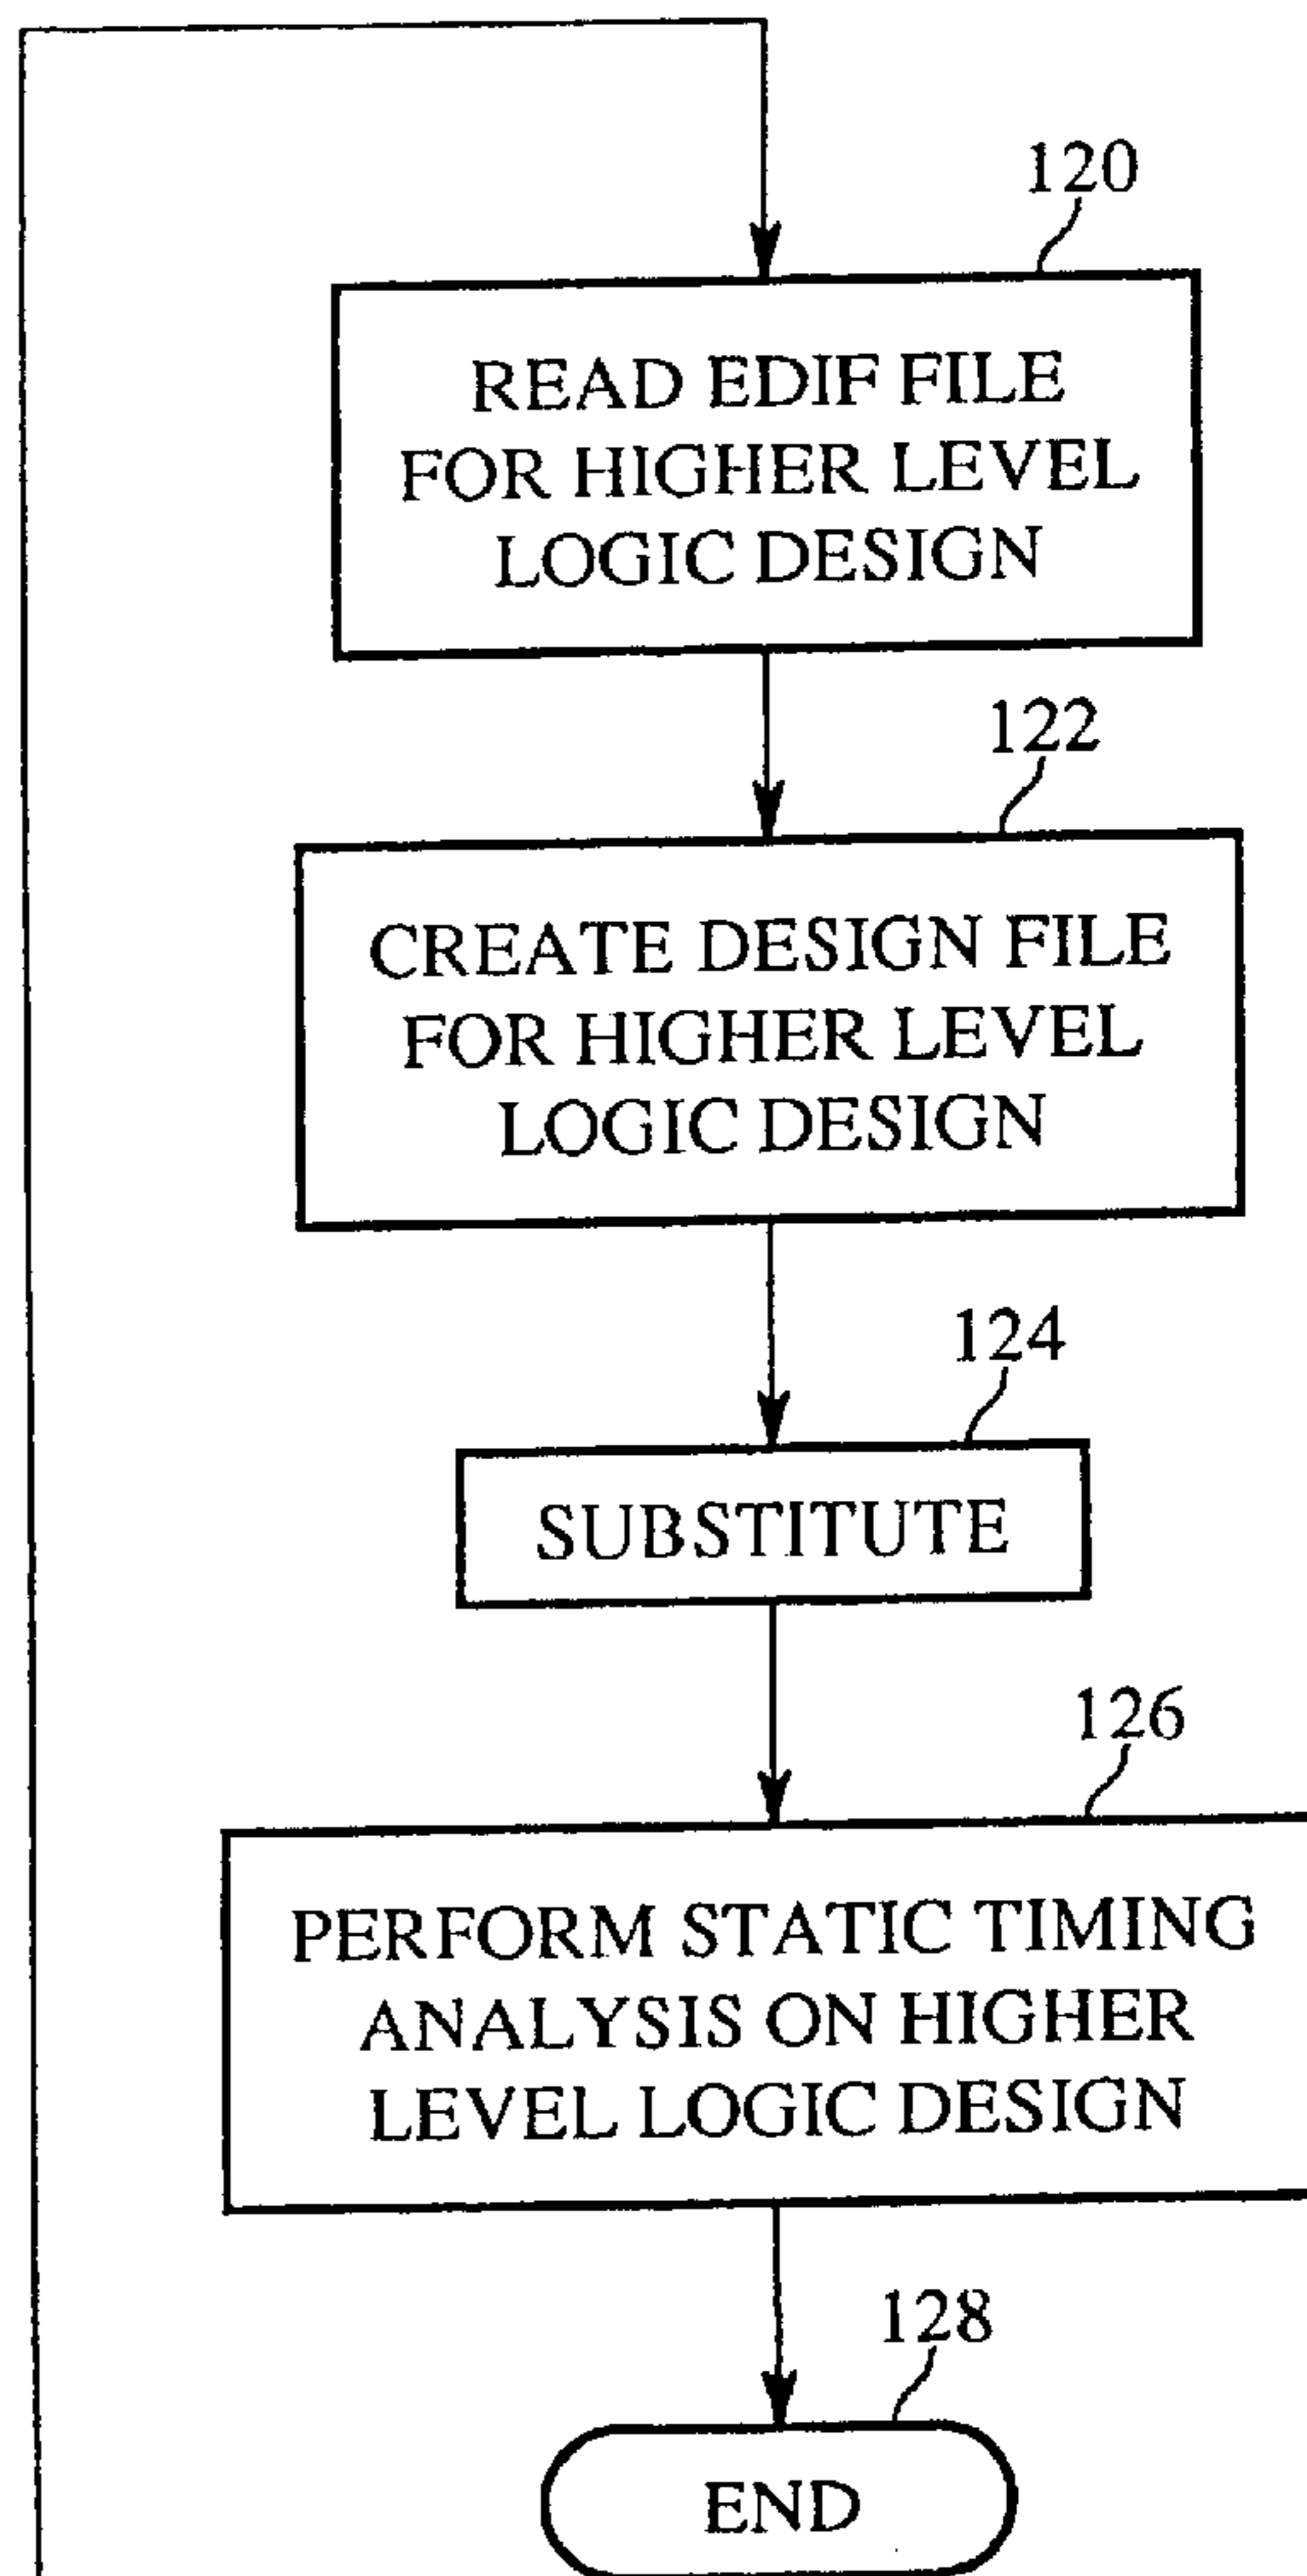 120
READ EDIF FILE
FOR HIGHER LEVEL
LOGIC DESIGN
122
CREATE DESIGN FILE
FOR HIGHER LEVEL
LOGIC DESIGN
124
SUBSTITUTE
126
PERFORM STATIC TIMING
ANALYSIS ON HIGHER
LEVEL LOGIC DESIGN
128
END